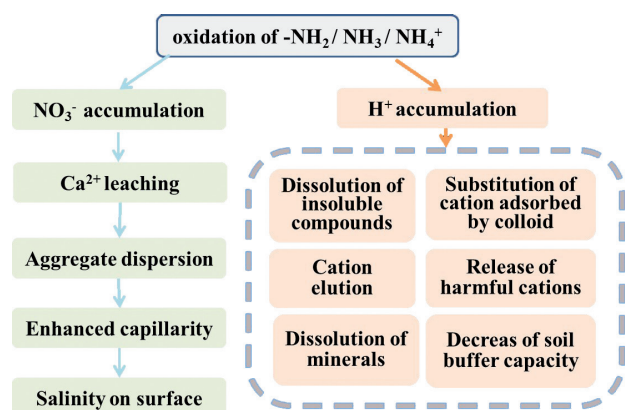 oxidation of -NH₂ / NH₃ / NH₄⁺
NO₃⁻ accumulation
Ca²⁺ leaching
Aggregate dispersion
Enhanced capillarity
Salinity on surface
H⁺ accumulation
Dissolution of
insoluble
compounds
Substitution of
cation adsorbed
by colloid
Cation
elution
Release of
harmful cations
Dissolution of
minerals
Decreas of soil
buffer capacity